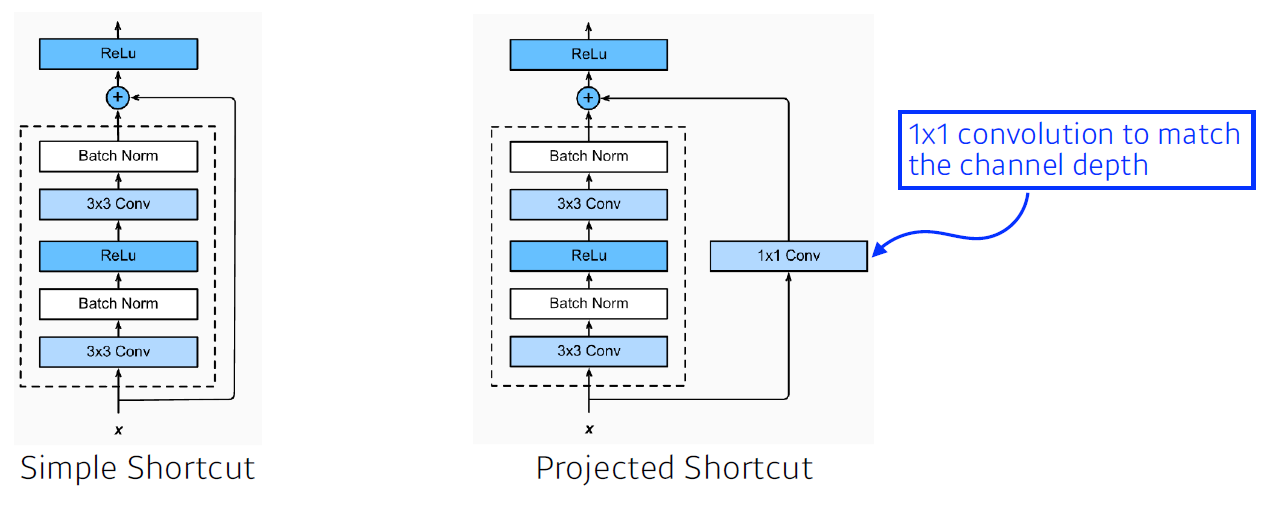 ReLu
+
Batch Norm
3x3 Conv
ReLu
Batch Norm
3x3 Conv
x
Simple Shortcut
ReLu
+
Batch Norm
3x3 Conv
ReLu
Batch Norm
3x3 Conv
x
1x1 Conv
Projected Shortcut
1x1 convolution to match
the channel depth